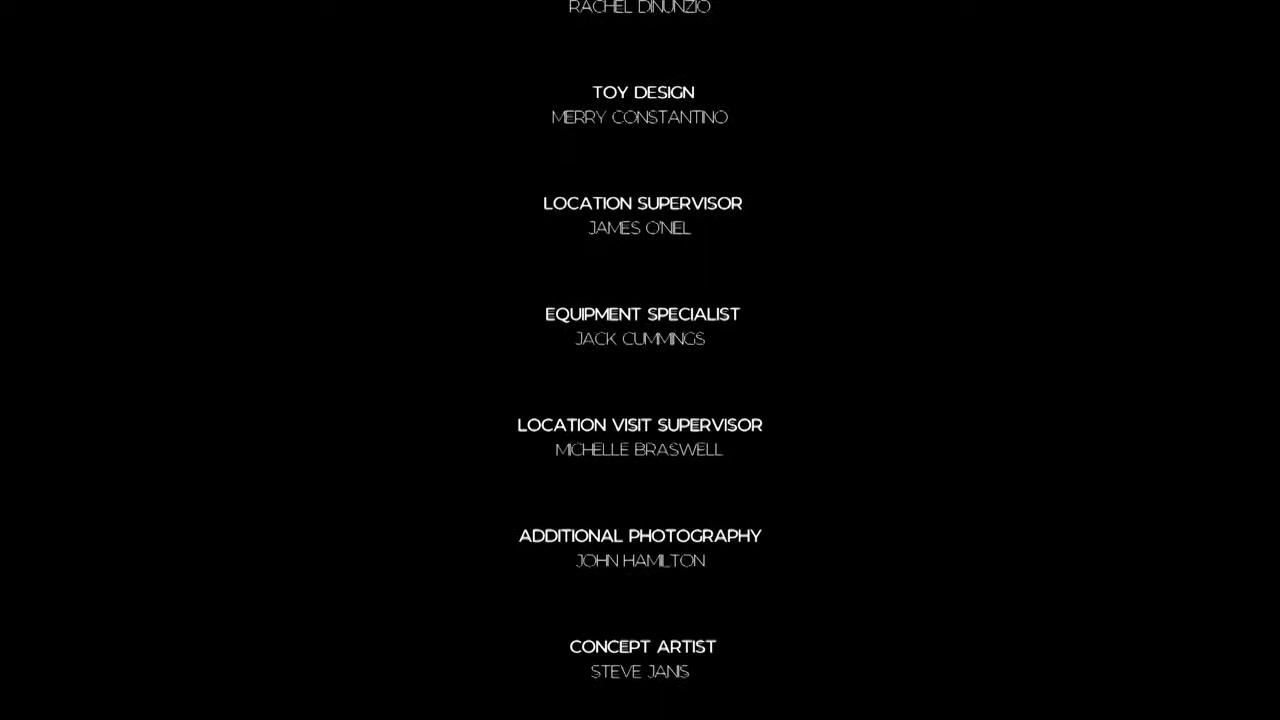 RACHEL DINUNZIO
TOY DESIGN
MERRY CONSTANTINO
LOCATION SUPERVISOR
JAMES O'NIEL
EQUIPMENT SPECIALIST
JACK CUMMINGS
LOCATION VISIT SUPERVISOR
MICHELLE BRASWELL
ADDITIONAL PHOTOGRAPHY
JOHN HAMILTON
CONCEPT ARTIST
STEVE JANIS